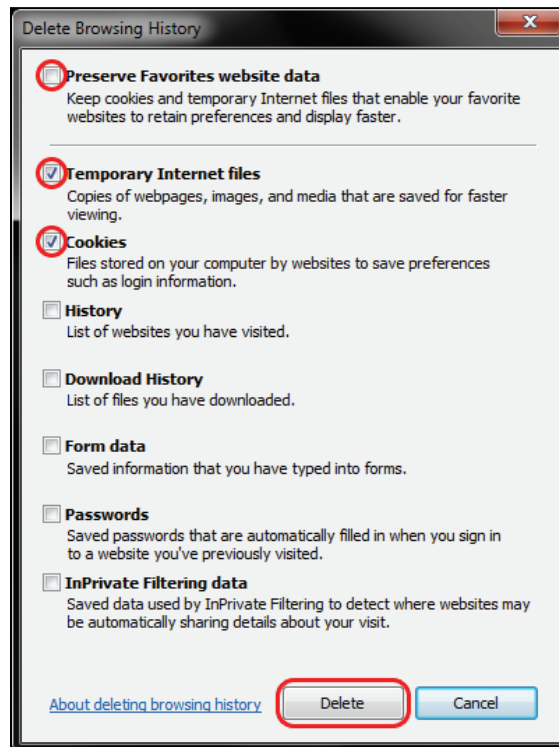 Delete Browsing History
Preserve Favorites website data
Keep cookies and temporary Internet files that enable your favorite
websites to retain preferences and display faster.
Temporary Internet files
Copies of webpages, images, and media that are saved for faster
viewing.
Cookies
Files stored on your computer by websites to save preferences
such as login information.
History
List of websites you have visited.
Download History
List of files you have downloaded.
Form data
Saved information that you have typed into forms.
Passwords
Saved passwords that are automatically filled in when you sign in
to a website you've previously visited.
InPrivate Filtering data
Saved data used by InPrivate Filtering to detect where websites may
be automatically sharing details about your visit.
About deleting browsing history Delete Cancel